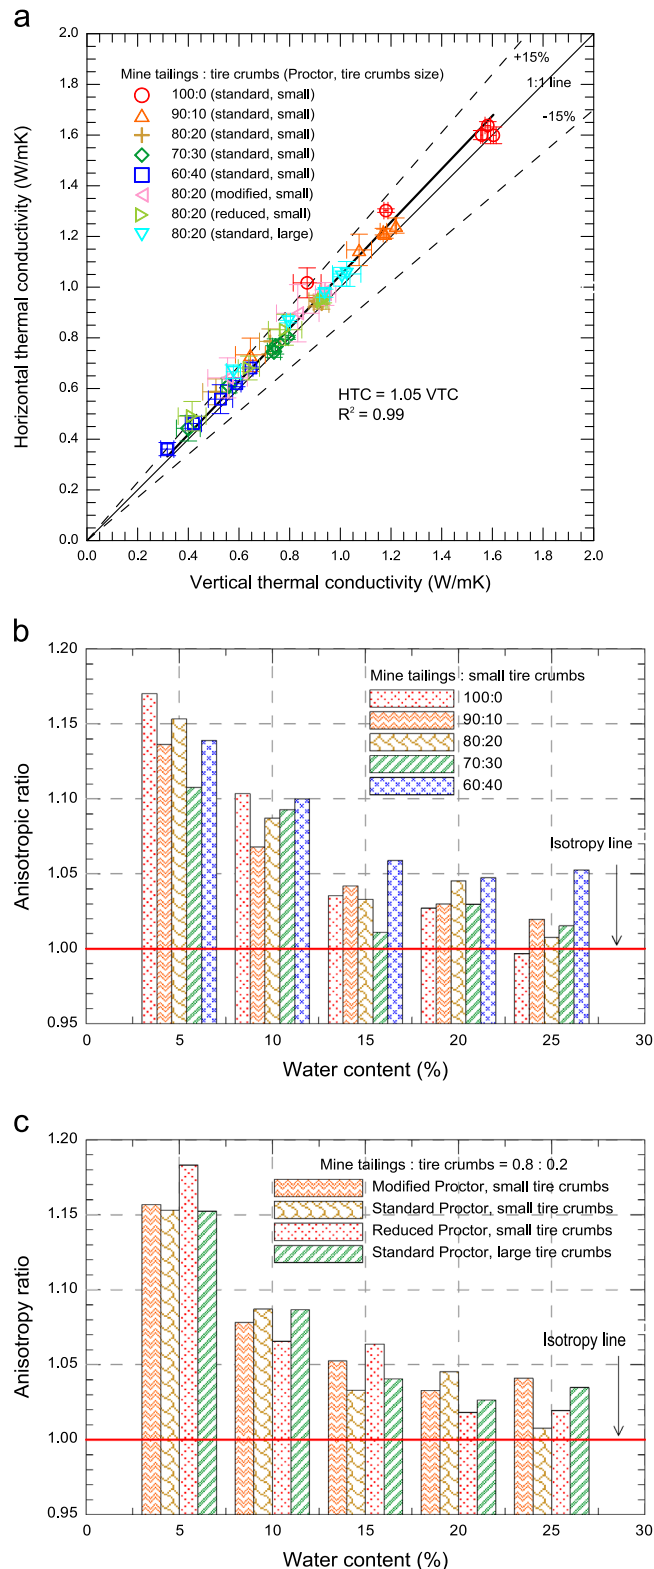 a
2.0
1.8
1.6
1.4
1.2
1.0
0.8
0.6
0.4
0.2
0.0
Horizontal thermal conductivity (W/mK)
Mine tailings : tire crumbs (Proctor, tire crumbs size)
100:0 (standard, small)
90:10 (standard, small)
80:20 (standard, small)
70:30 (standard, small)
60:40 (standard, small)
80:20 (modified, small)
80:20 (reduced, small)
80:20 (standard, large)
+15%
1:1 line
-15%
HTC = 1.05 VTC
R² = 0.99
0.0 0.2 0.4 0.6 0.8 1.0 1.2 1.4 1.6 1.8 2.0
Vertical thermal conductivity (W/mK)
b
1.20
1.15
1.10
1.05
1.00
0.95
Anisotropic ratio
Mine tailings : small tire crumbs
100:0
90:10
80:20
70:30
60:40
Isotropy line
0 5 10 15 20 25 30
Water content (%)
c
1.20
1.15
1.10
1.05
1.00
0.95
Anisotropy ratio
Mine tailings : tire crumbs = 0.8 : 0.2
Modified Proctor, small tire crumbs
Standard Proctor, small tire crumbs
Reduced Proctor, small tire crumbs
Standard Proctor, large tire crumbs
Isotropy line
0 5 10 15 20 25 30
Water content (%)